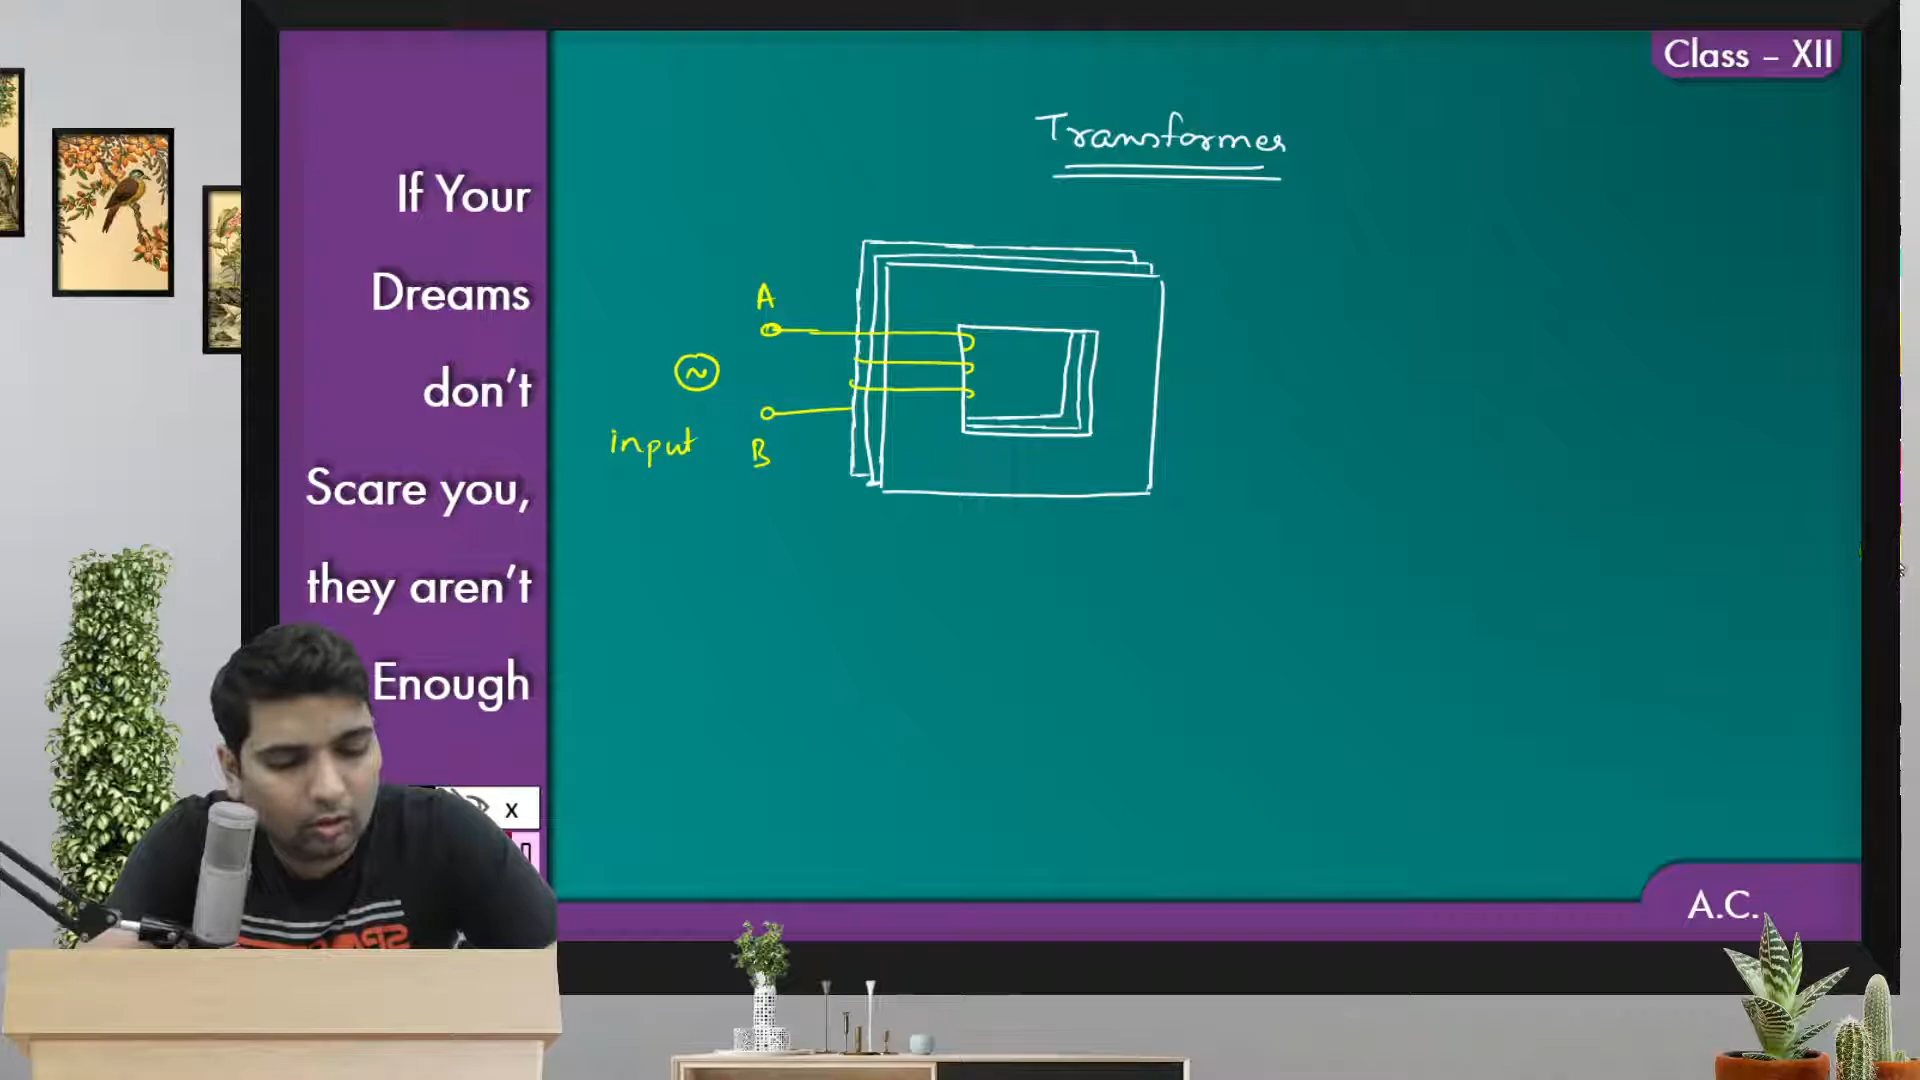 Class – XII
Transformer
If Your
Dreams
don't
Scare you,
they aren't
Enough
A
~
input
B
x
A.C.